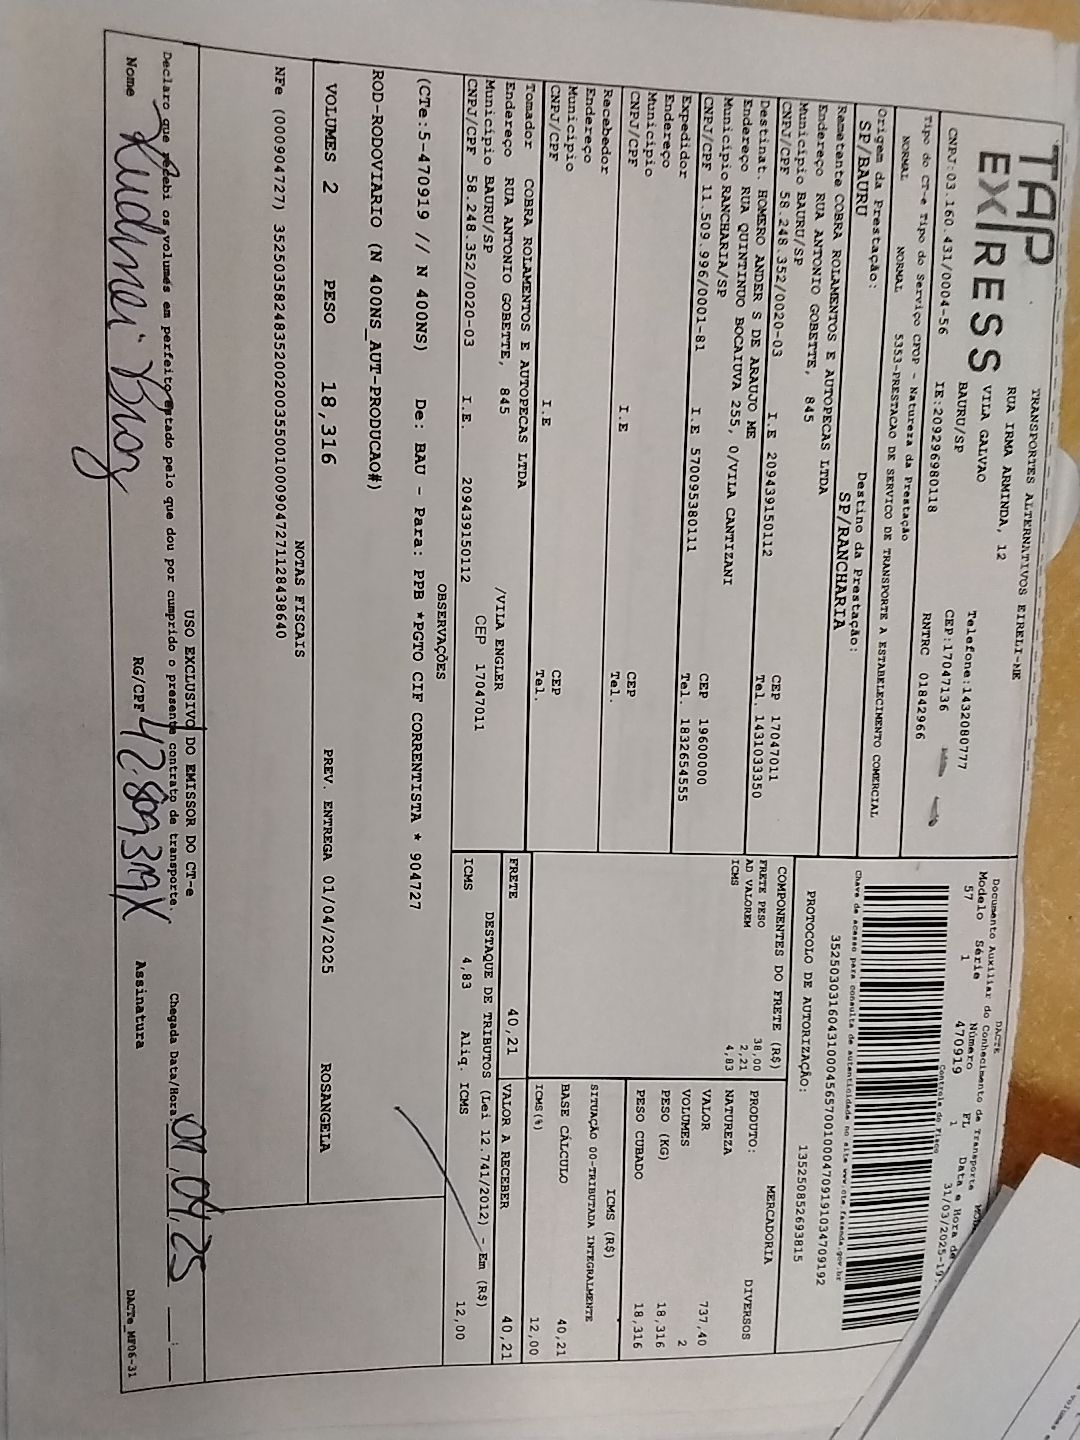 TAP
EXPRESS
TRANSPORTES ALTERNATIVOS EIRELI-ME
RUA IRMA ARMINDA, 12
VILA GALVAO Telefone:1432080777
BAURU/SP CEP:17047136
CNPJ:03.160.431/0004-56 IE:209296980118 RNTRC 01842966
Tipo do CT-e Tipo do Serviço CFOP - Natureza da Prestação
NORMAL NORMAL 5353-PRESTACAO DE SERVICO DE TRANSPORTE A ESTABELECIMENTO COMERCIAL
Origem da Prestação: Destino da Prestação:
SP/BAURU SP/RANCHARIA
Remetente COBRA ROLAMENTOS E AUTOPECAS LTDA
Endereço RUA ANTONIO GOBETTE, 845
Município BAURU/SP CEP 17047011
CNPJ/CPF 58.248.352/0020-03 I.E 209439150112 Tel. 1431033350
Destinat. HOMERO ANDER S DE ARAUJO ME
Endereço RUA QUINTINUO BOCAIUVA 255, 0/VILA CANTIZANI
Município RANCHARIA/SP CEP 19600000
CNPJ/CPF 11.509.996/0001-81 I.E 570095380111 Tel. 1832654555
Expedidor
Endereço
Município CEP
CNPJ/CPF I.E Tel.
Recebedor
Endereço
Município CEP
CNPJ/CPF I.E Tel.
Tomador COBRA ROLAMENTOS E AUTOPECAS LTDA
Endereço RUA ANTONIO GOBETTE, 845 /VILA ENGLER
Município BAURU/SP CEP 17047011
CNPJ/CPF 58.248.352/0020-03 I.E. 209439150112
DACTE
Documento Auxiliar do Conhecimento de Transporte
Modelo Série Número FL Data e Hora de
57 1 470919 1 31/03/2025-19
Controle do Fisco
Chave de acesso para consulta de autenticidade no site www.cte.fazenda.gov.br
35250303160431000456570010004709191034709192
PROTOCOLO DE AUTORIZAÇÃO: 135250852693815
COMPONENTES DO FRETE (R$)
FRETE PESO 38,00
AD VALOREM 2,21
ICMS 4,83
MERCADORIA
PRODUTO: DIVERSOS
NATUREZA
VALOR 737,40
VOLUMES 2
PESO (KG) 18,316
PESO CUBADO 18,316
ICMS (R$)
SITUAÇÃO 00-TRIBUTADA INTEGRALMENTE
BASE CÁLCULO 40,21
ICMS(%) 12,00
FRETE 40,21 VALOR A RECEBER 40,21
DESTAQUE DE TRIBUTOS (Lei 12.741/2012) - Em (R$)
ICMS 4,83 Aliq. ICMS 12,00
OBSERVAÇÕES
(CTe:5-470919 // N 400NS) De: BAU - Para: PPB *PGTO CIF CORRENTISTA * 904727
ROD-RODOVIARIO (N 400NS_AUT-PRODUCAO#)
VOLUMES 2 PESO 18,316 PREV. ENTREGA 01/04/2025 ROSANGELA
NOTAS FISCAIS
NFe (000904727) 35250358248352002003550010009047271128438640
USO EXCLUSIVO DO EMISSOR DO CT-e
Declaro que recebi os volumes em perfeito estado pelo que dou por cumprido o presente contrato de transporte. Chegada Data/Hora 01,04,25 :
Nome RG/CPF Assinatura
DACTe_MF06-31